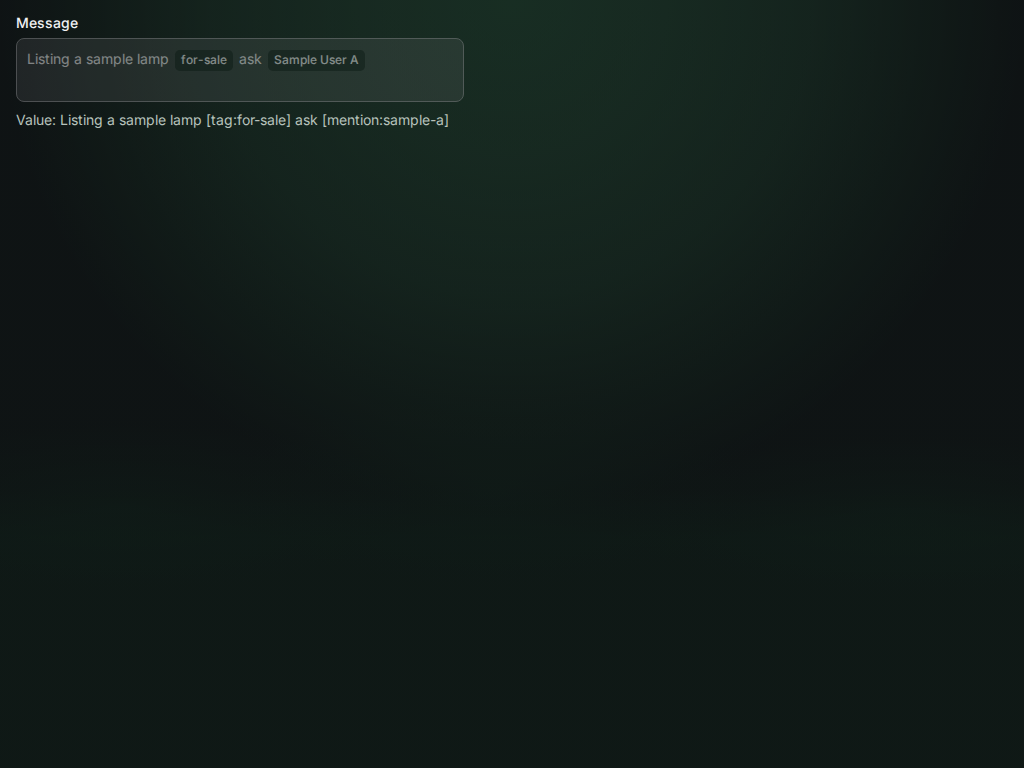 Message
Listing a sample lamp for-sale ask Sample User A
Value: Listing a sample lamp [tag:for-sale] ask [mention:sample-a]